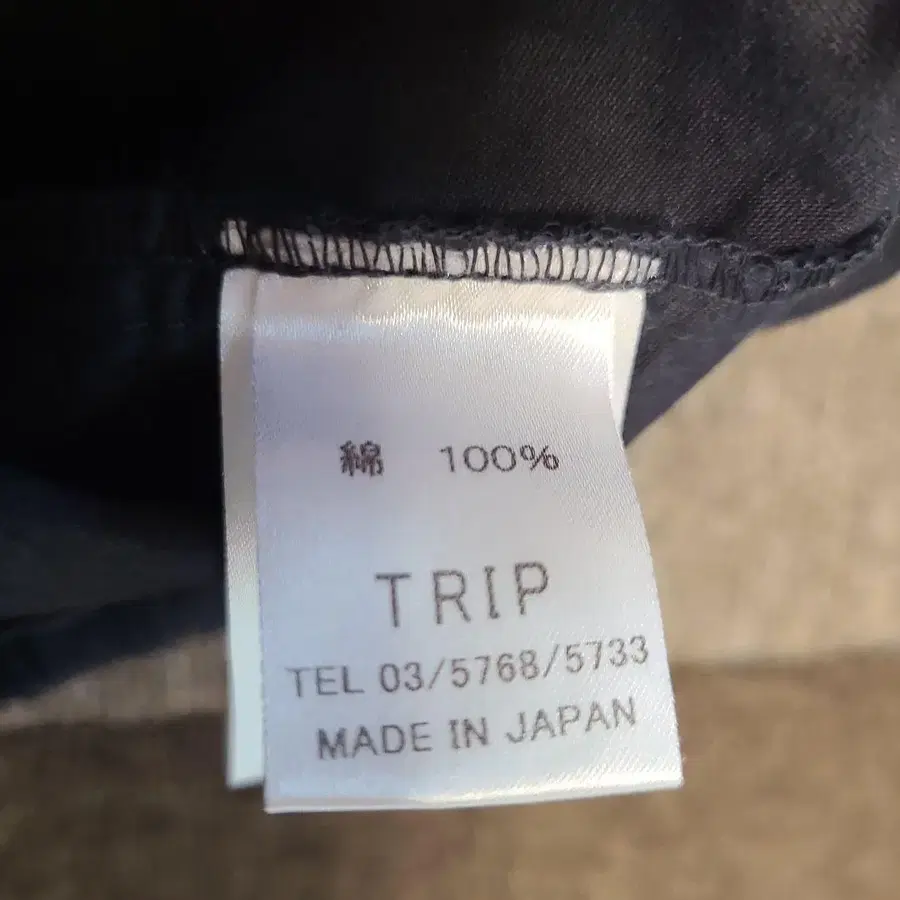 綿 100%
TRIP
TEL 03/5768/5733
MADE IN JAPAN